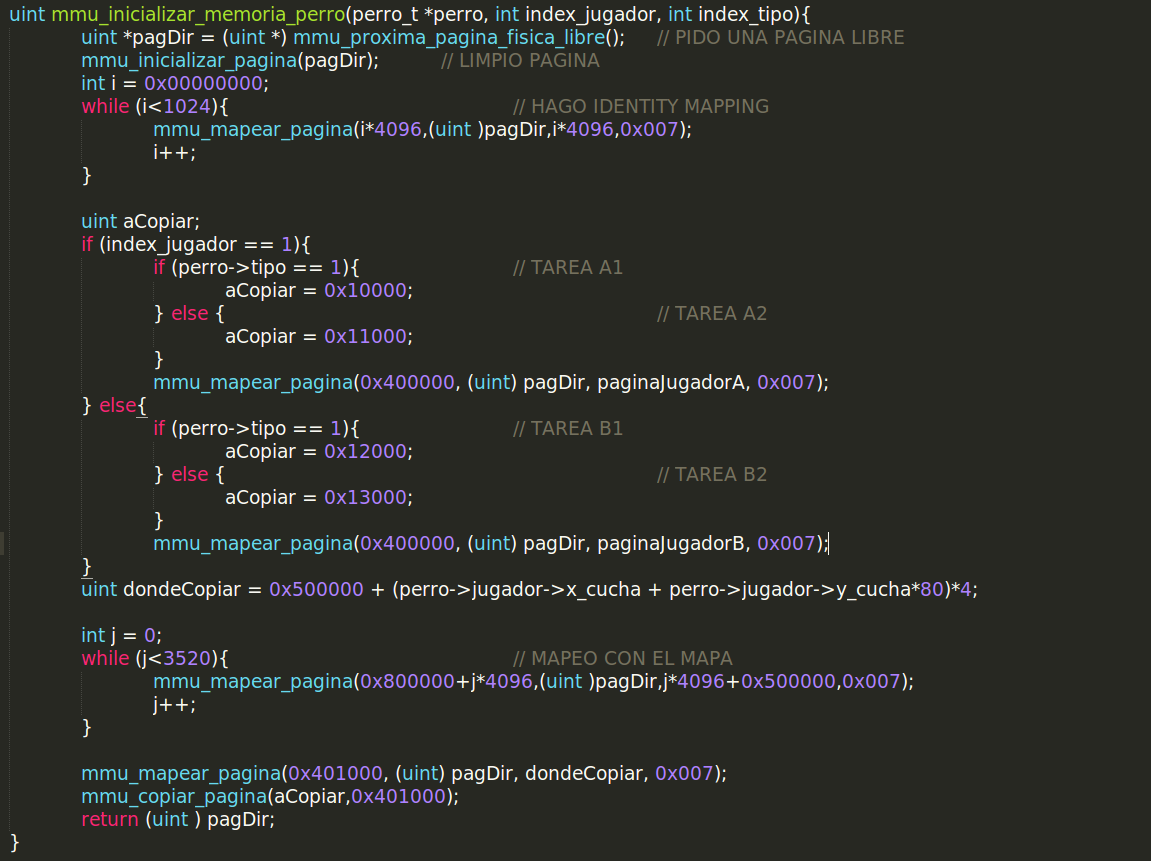 uint mmu_inicializar_memoria_perro(perro_t *perro, int index_jugador, int index_tipo){
uint *pagDir = (uint *) mmu_proxima_pagina_fisica_libre(); // PIDO UNA PAGINA LIBRE
mmu_inicializar_pagina(pagDir); // LIMPIO PAGINA
int i = 0x00000000;
while (i<1024){ // HAGO IDENTITY MAPPING
mmu_mapear_pagina(i*4096,(uint )pagDir,i*4096,0x007);
i++;
}
uint aCopiar;
if (index_jugador == 1){
if (perro->tipo == 1){ // TAREA A1
aCopiar = 0x10000;
} else { // TAREA A2
aCopiar = 0x11000;
}
mmu_mapear_pagina(0x400000, (uint) pagDir, paginaJugadorA, 0x007);
} else{
if (perro->tipo == 1){ // TAREA B1
aCopiar = 0x12000;
} else { // TAREA B2
aCopiar = 0x13000;
}
mmu_mapear_pagina(0x400000, (uint) pagDir, paginaJugadorB, 0x007);
}
uint dondeCopiar = 0x500000 + (perro->jugador->x_cucha + perro->jugador->y_cucha*80)*4;
int j = 0;
while (j<3520){ // MAPEO CON EL MAPA
mmu_mapear_pagina(0x800000+j*4096,(uint )pagDir,j*4096+0x500000,0x007);
j++;
}
mmu_mapear_pagina(0x401000, (uint) pagDir, dondeCopiar, 0x007);
mmu_copiar_pagina(aCopiar,0x401000);
return (uint ) pagDir;
}